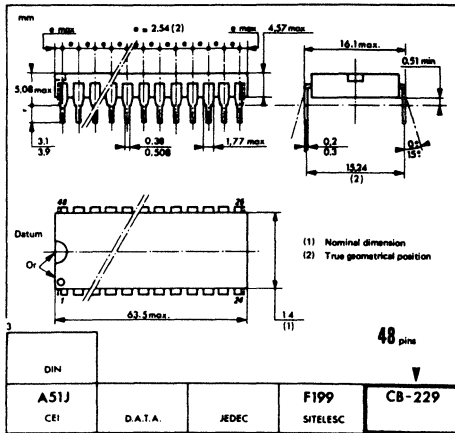 mm
e max
e = 2.54 (2)
e max
4,57 max
16.1 max.
0.51 min
5,08 max
3.1
3.9
0.38
0.508
1,77 max
0,2
0.3
15,24
(2)
0°
15°
48
25
Datum
Or
1
24
63.5 max.
14
(1)
(1) Nominal dimension
(2) True geometrical position
3
48 pins
DIN
A51J
CEI
D.A.T.A.
JEDEC
F199
SITELESC
CB-229